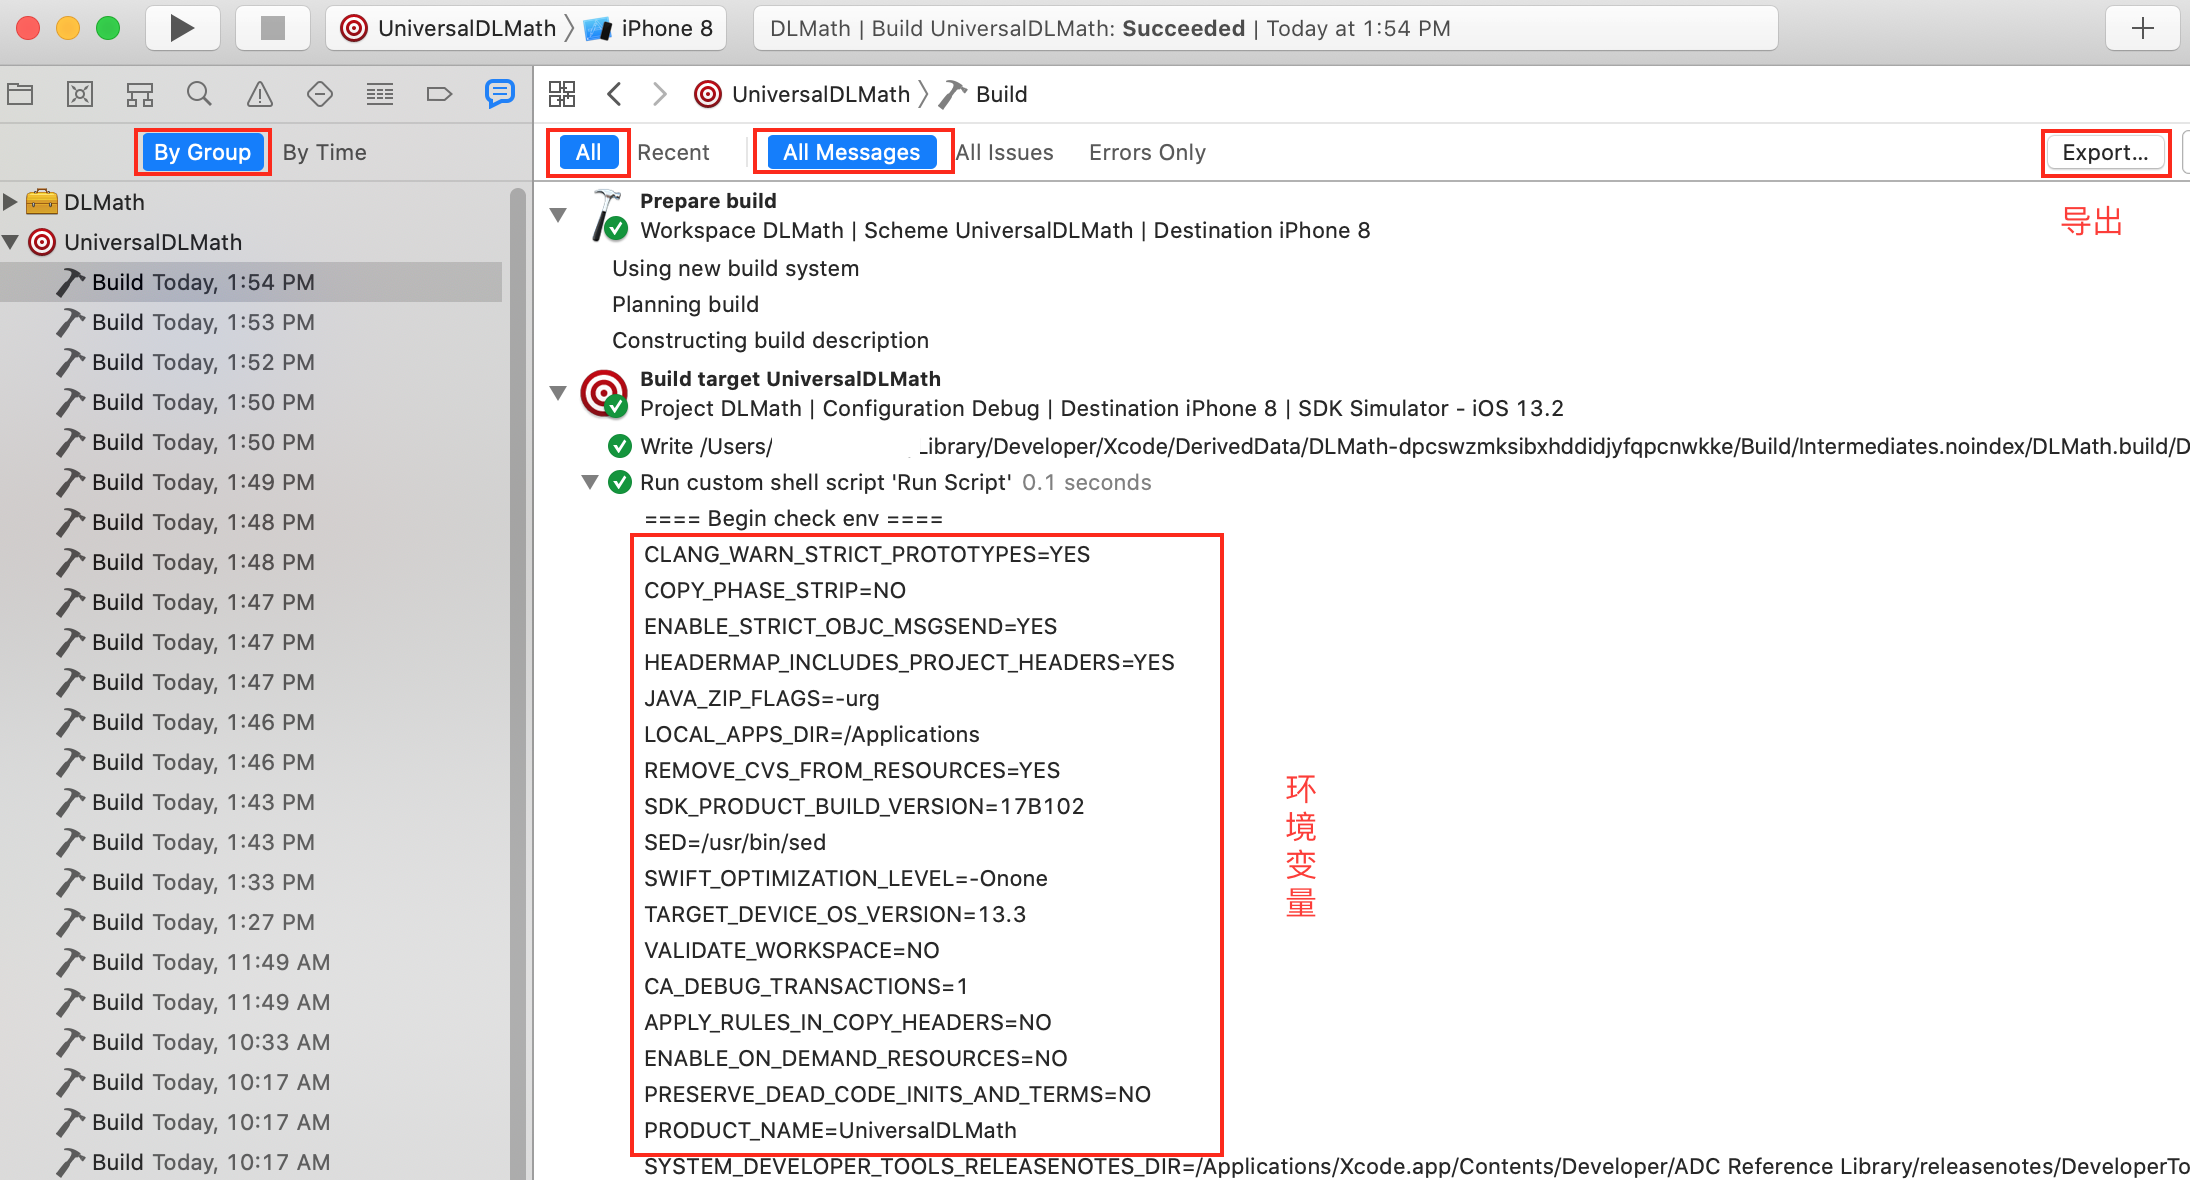 UniversalDLMath 〉 iPhone 8
DLMath | Build UniversalDLMath: Succeeded | Today at 1:54 PM
UniversalDLMath 〉 Build
By Group By Time
All Recent All Messages All Issues Errors Only Export...
导出
DLMath
UniversalDLMath
Build Today, 1:54 PM
Build Today, 1:53 PM
Build Today, 1:52 PM
Build Today, 1:50 PM
Build Today, 1:50 PM
Build Today, 1:49 PM
Build Today, 1:48 PM
Build Today, 1:48 PM
Build Today, 1:47 PM
Build Today, 1:47 PM
Build Today, 1:47 PM
Build Today, 1:46 PM
Build Today, 1:46 PM
Build Today, 1:43 PM
Build Today, 1:43 PM
Build Today, 1:33 PM
Build Today, 1:27 PM
Build Today, 11:49 AM
Build Today, 11:49 AM
Build Today, 10:33 AM
Build Today, 10:17 AM
Build Today, 10:17 AM
Build Today, 10:17 AM
Prepare build
Workspace DLMath | Scheme UniversalDLMath | Destination iPhone 8
Using new build system
Planning build
Constructing build description
Build target UniversalDLMath
Project DLMath | Configuration Debug | Destination iPhone 8 | SDK Simulator - iOS 13.2
Write /Users/ Library/Developer/Xcode/DerivedData/DLMath-dpcswzmksibxhddidjyfqpcnwkke/Build/Intermediates.noindex/DLMath.build/D
Run custom shell script 'Run Script' 0.1 seconds
==== Begin check env ====
CLANG_WARN_STRICT_PROTOTYPES=YES
COPY_PHASE_STRIP=NO
ENABLE_STRICT_OBJC_MSGSEND=YES
HEADERMAP_INCLUDES_PROJECT_HEADERS=YES
JAVA_ZIP_FLAGS=-urg
LOCAL_APPS_DIR=/Applications
REMOVE_CVS_FROM_RESOURCES=YES
SDK_PRODUCT_BUILD_VERSION=17B102
SED=/usr/bin/sed
SWIFT_OPTIMIZATION_LEVEL=-Onone
TARGET_DEVICE_OS_VERSION=13.3
VALIDATE_WORKSPACE=NO
CA_DEBUG_TRANSACTIONS=1
APPLY_RULES_IN_COPY_HEADERS=NO
ENABLE_ON_DEMAND_RESOURCES=NO
PRESERVE_DEAD_CODE_INITS_AND_TERMS=NO
PRODUCT_NAME=UniversalDLMath
SYSTEM_DEVELOPER_TOOLS_RELEASENOTES_DIR=/Applications/Xcode.app/Contents/Developer/ADC Reference Library/releasenotes/DeveloperTo
环境变量